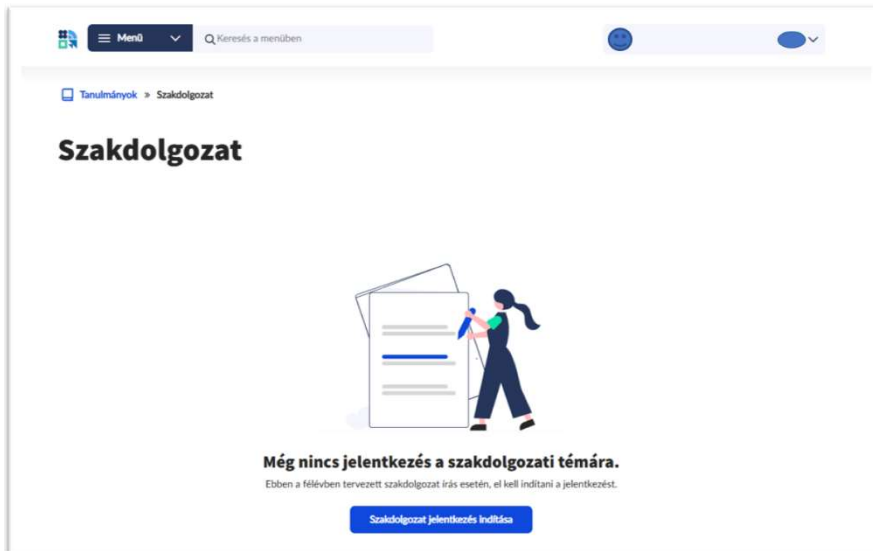 Menü
Keresés a menüben
Tanulmányok » Szakdolgozat
Szakdolgozat
Még nincs jelentkezés a szakdolgozati témára.
Ebben a félévben tervezett szakdolgozat írás esetén, el kell indítani a jelentkezést.
Szakdolgozat jelentkezés indítása